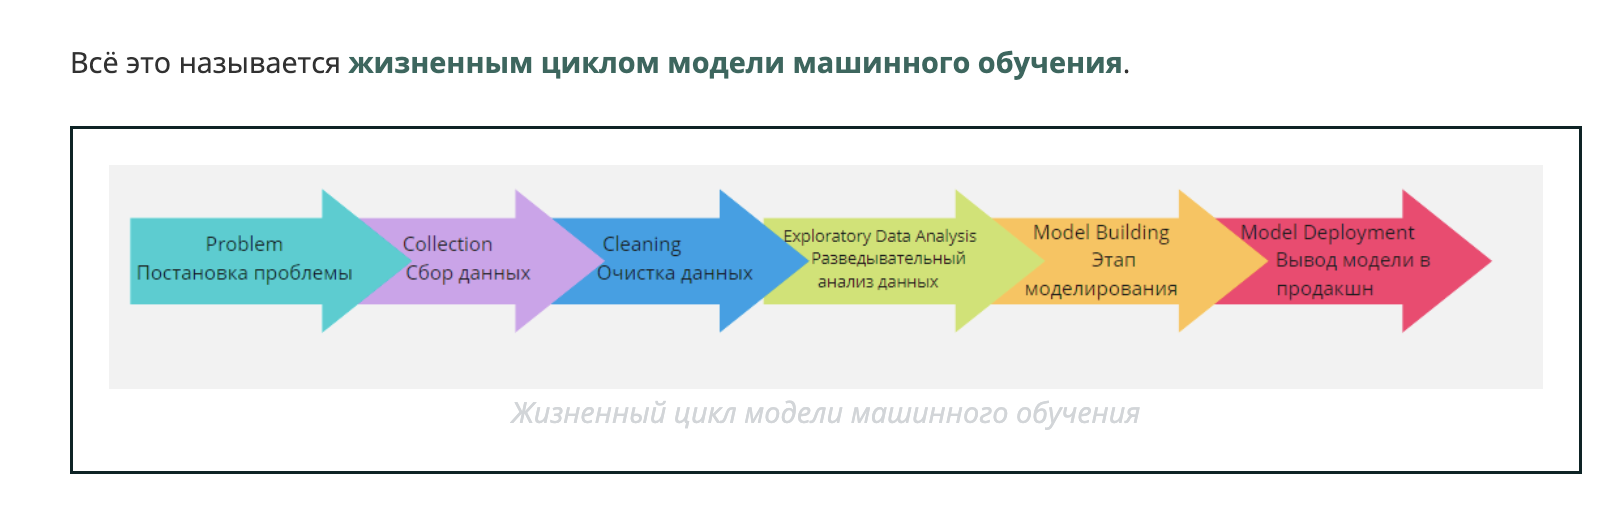 Всё это называется жизненным циклом модели машинного обучения.
Problem
Постановка проблемы
Collection
Сбор данных
Cleaning
Очистка данных
Exploratory Data Analysis
Разведывательный
анализ данных
Model Building
Этап
моделирования
Model Deployment
Вывод модели в
продакшн
Жизненный цикл модели машинного обучения